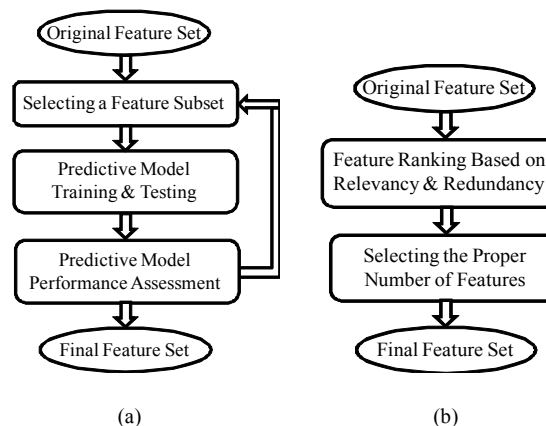 Original Feature Set
Selecting a Feature Subset
Predictive Model
Training & Testing
Predictive Model
Performance Assessment
Final Feature Set
(a)
Original Feature Set
Feature Ranking Based on
Relevancy & Redundancy
Selecting the Proper
Number of Features
Final Feature Set
(b)